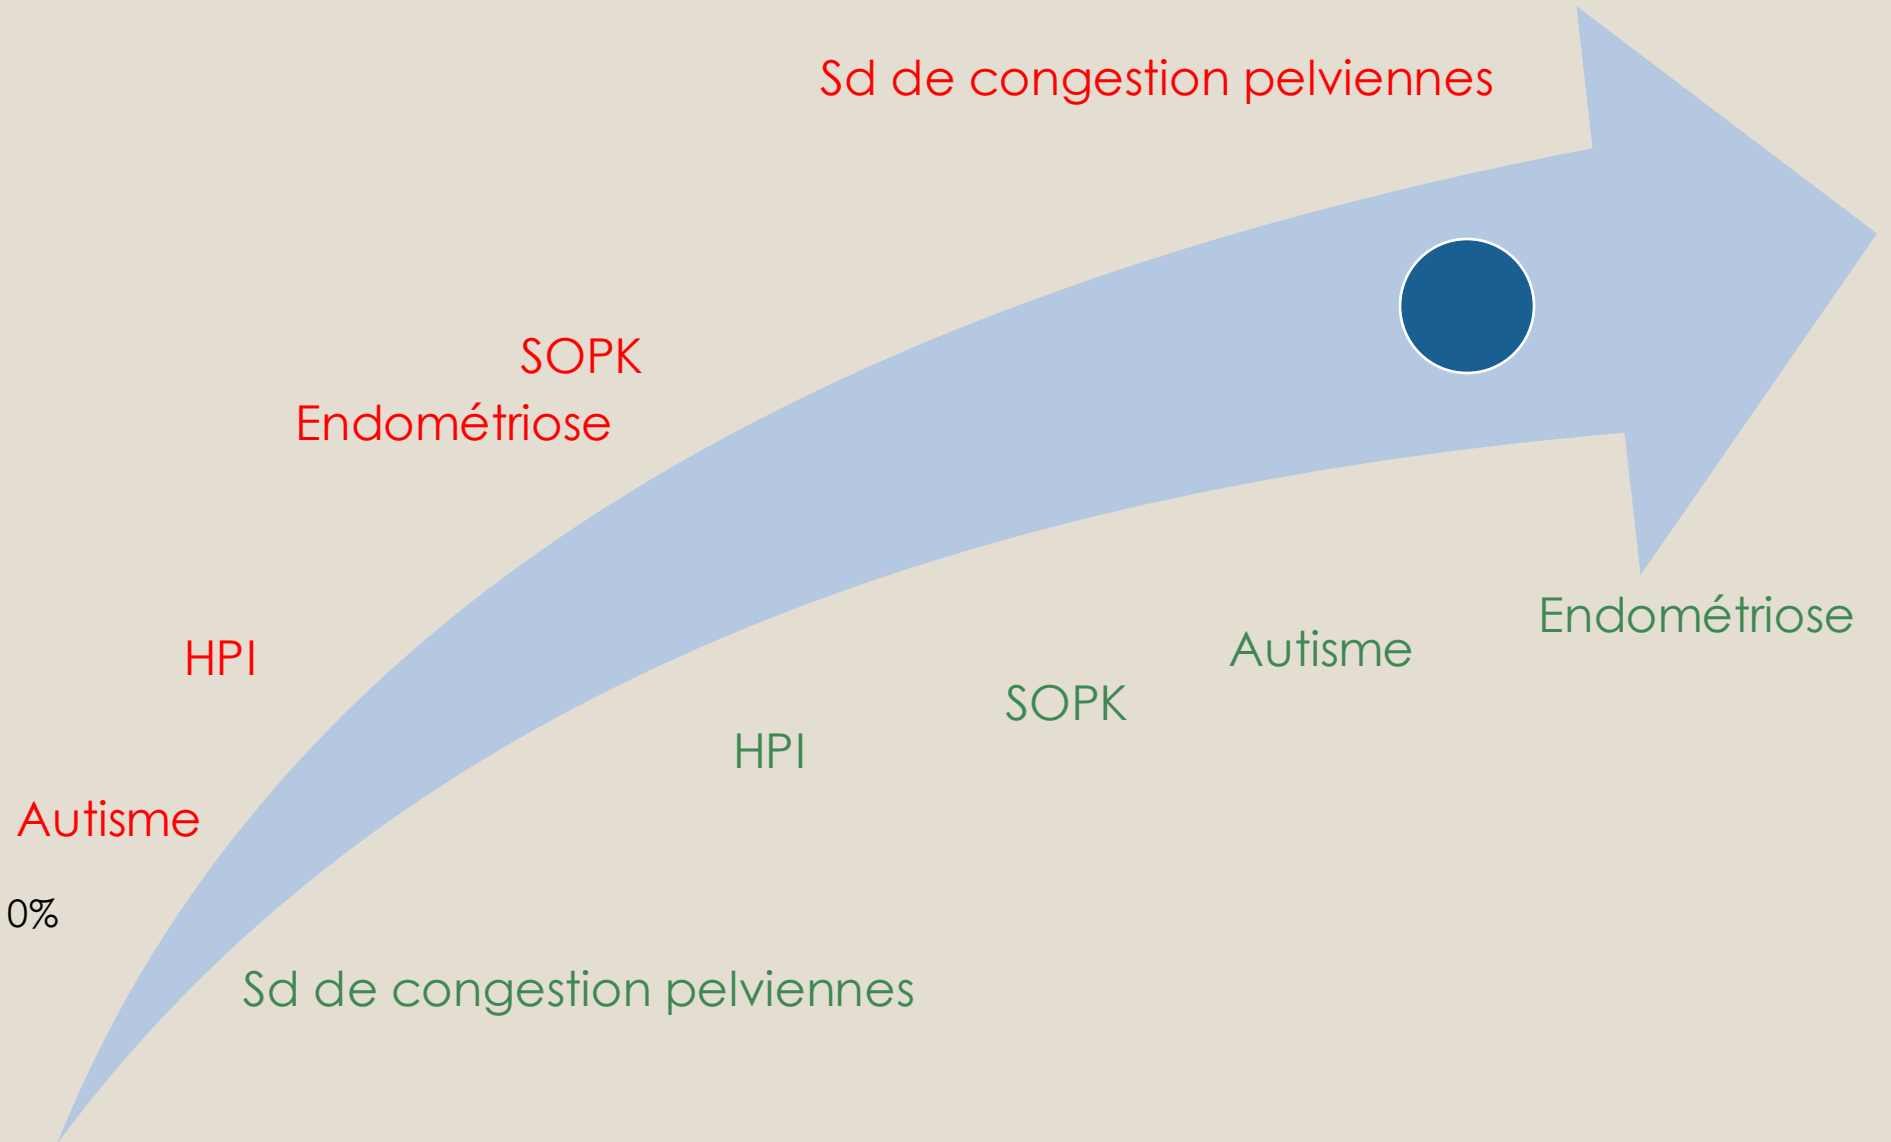 Sd de congestion pelviennes
SOPK
Endométriose
Endométriose
Autisme
HPI
SOPK
HPI
Autisme
0%
Sd de congestion pelviennes